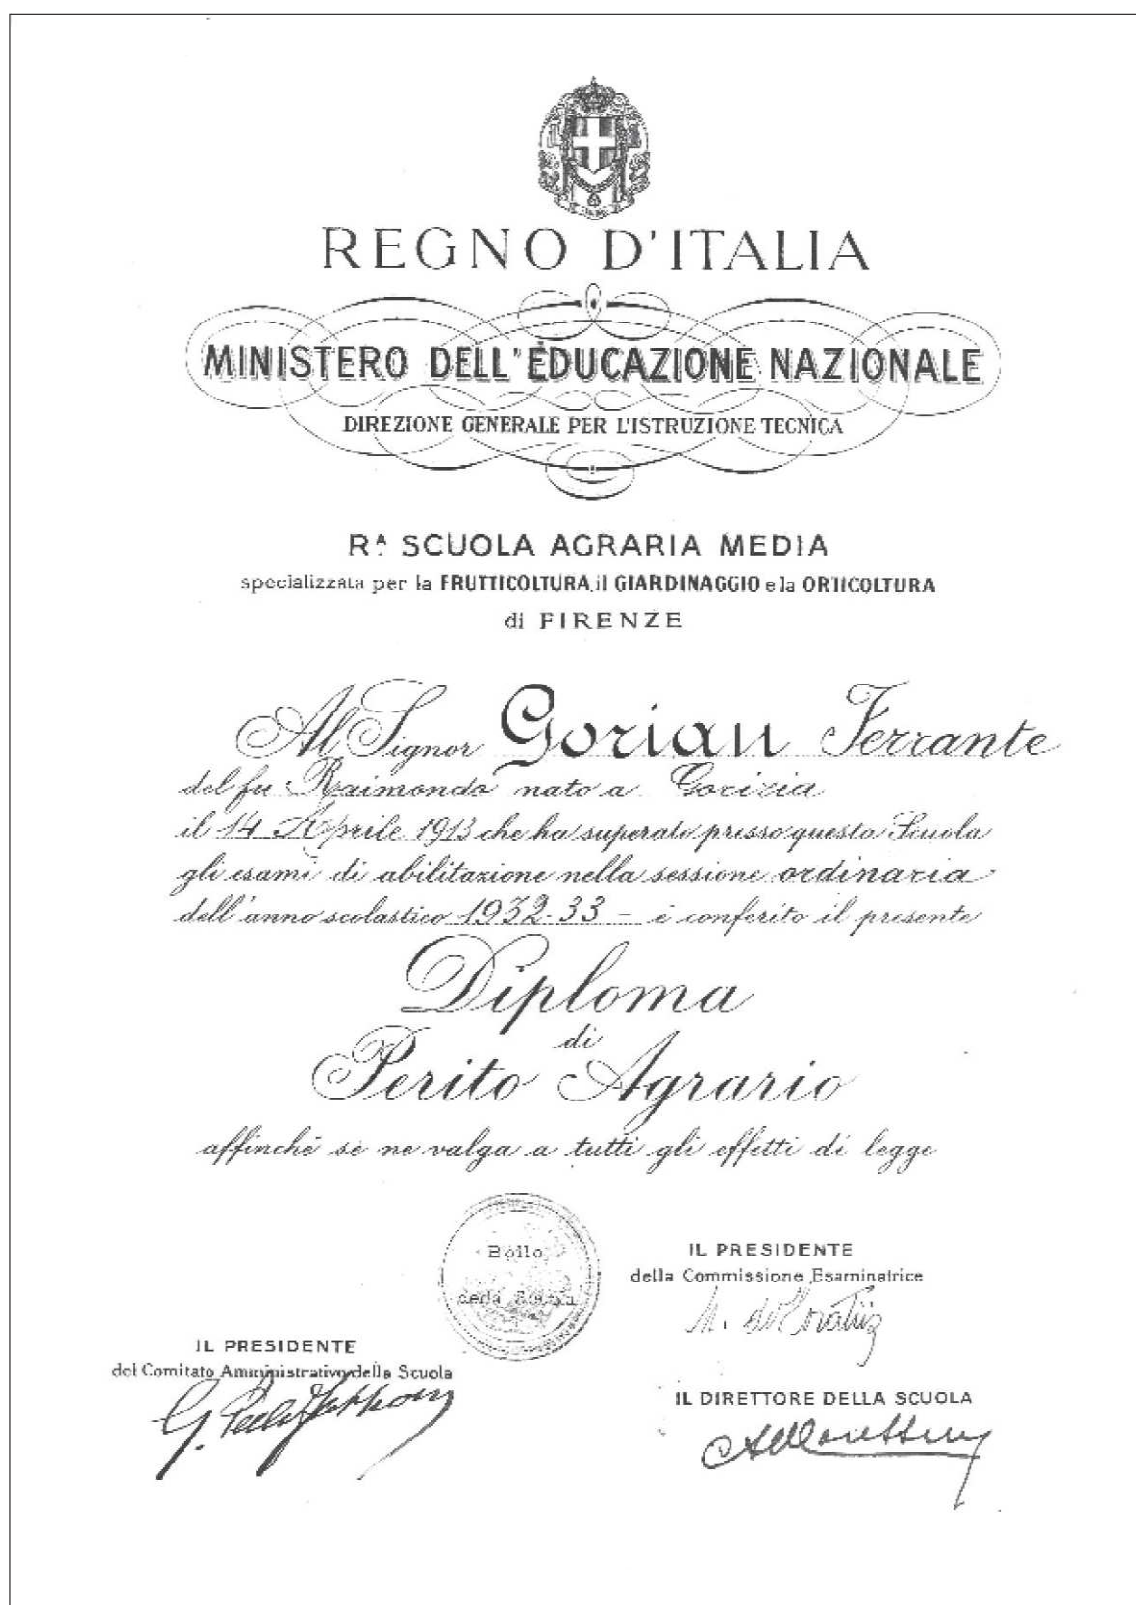 REGNO D'ITALIA
MINISTERO DELL'EDUCAZIONE NAZIONALE
DIREZIONE GENERALE PER L'ISTRUZIONE TECNICA
Rᴬ SCUOLA AGRARIA MEDIA
specializzata per la FRUTTICOLTURA, il GIARDINAGGIO e la ORTICOLTURA
di FIRENZE
Al Signor Gorian Ferrante
del fu Raimondo nato a Gorizia
il 14 Aprile 1913 che ha superato presso questa Scuola
gli esami di abilitazione nella sessione ordinaria
dell'anno scolastico 1932-33 - è conferito il presente
Diploma
di
Perito Agrario
affinché se ne valga a tutti gli effetti di legge
Bollo
della Scuola
IL PRESIDENTE
della Commissione Esaminatrice
IL PRESIDENTE
del Comitato Amministrativo della Scuola
IL DIRETTORE DELLA SCUOLA